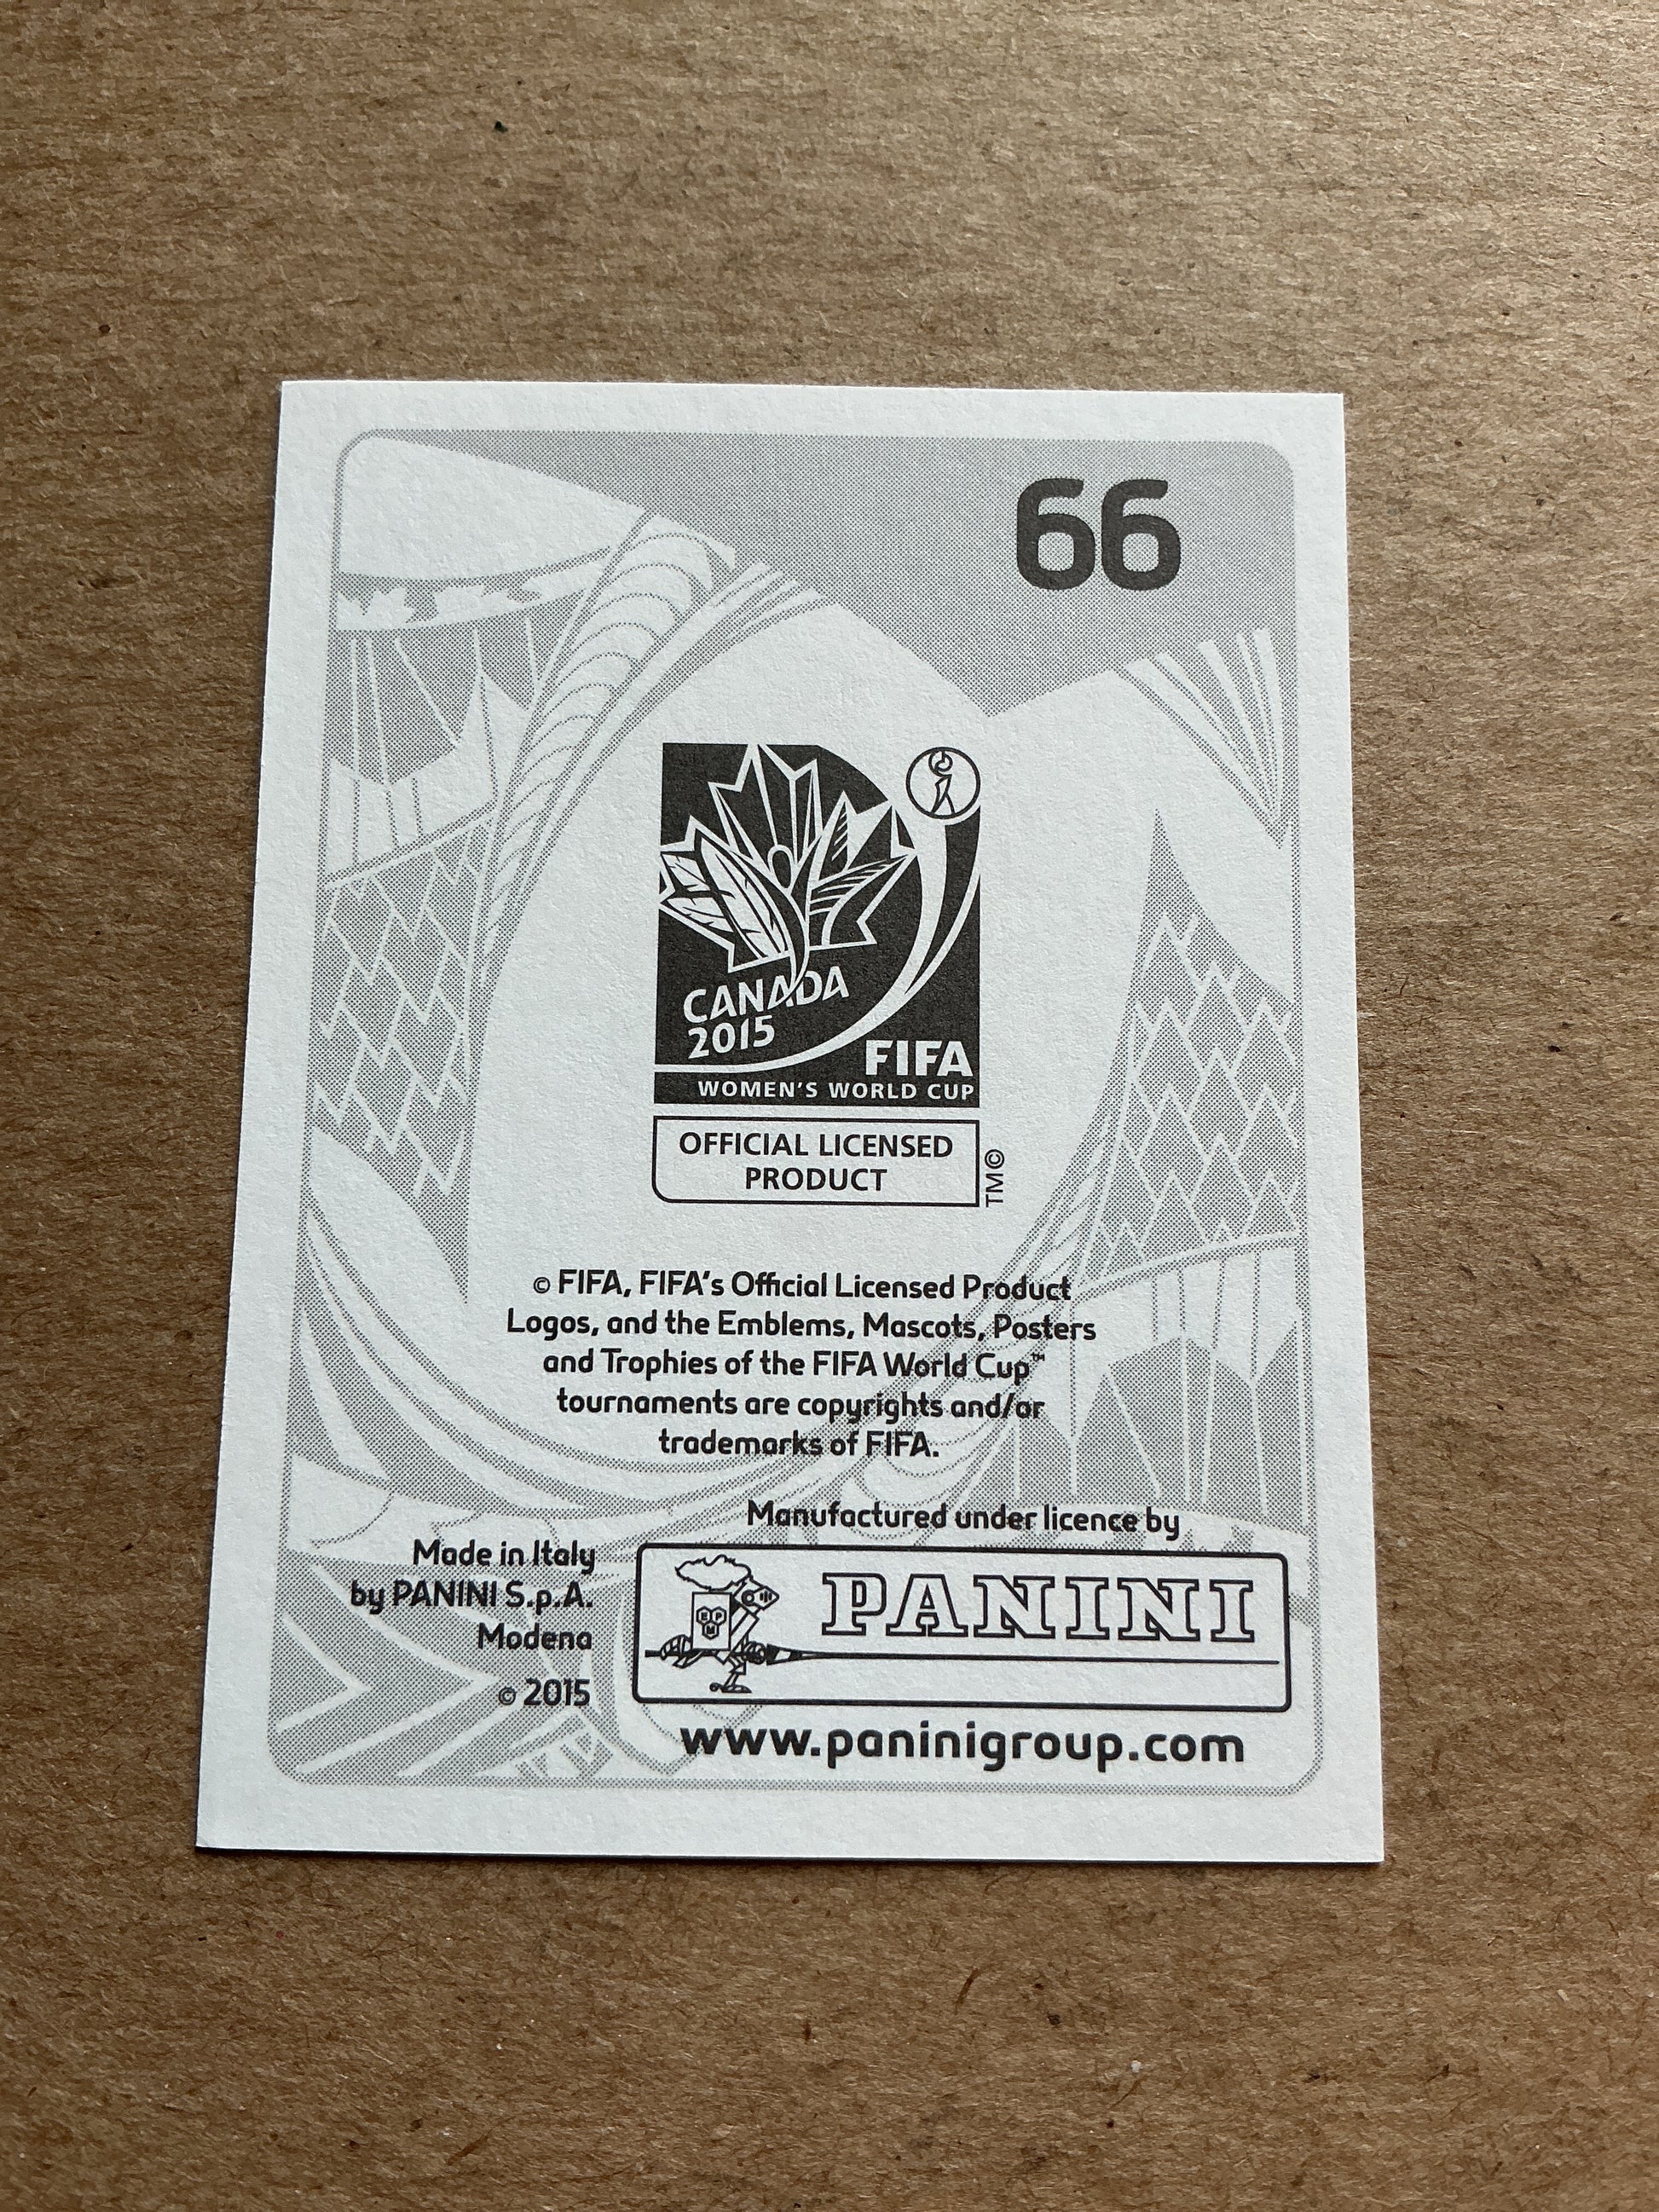 66
CANADA
2015
FIFA
WOMEN'S WORLD CUP
OFFICIAL LICENSED
PRODUCT
TM©
© FIFA, FIFA's Official Licensed Product
Logos, and the Emblems, Mascots, Posters
and Trophies of the FIFA World Cup™
tournaments are copyrights and/or
trademarks of FIFA.
Manufactured under licence by
Made in Italy
by PANINI S.p.A.
Modena
© 2015
EPM
PANINI
www.paninigroup.com